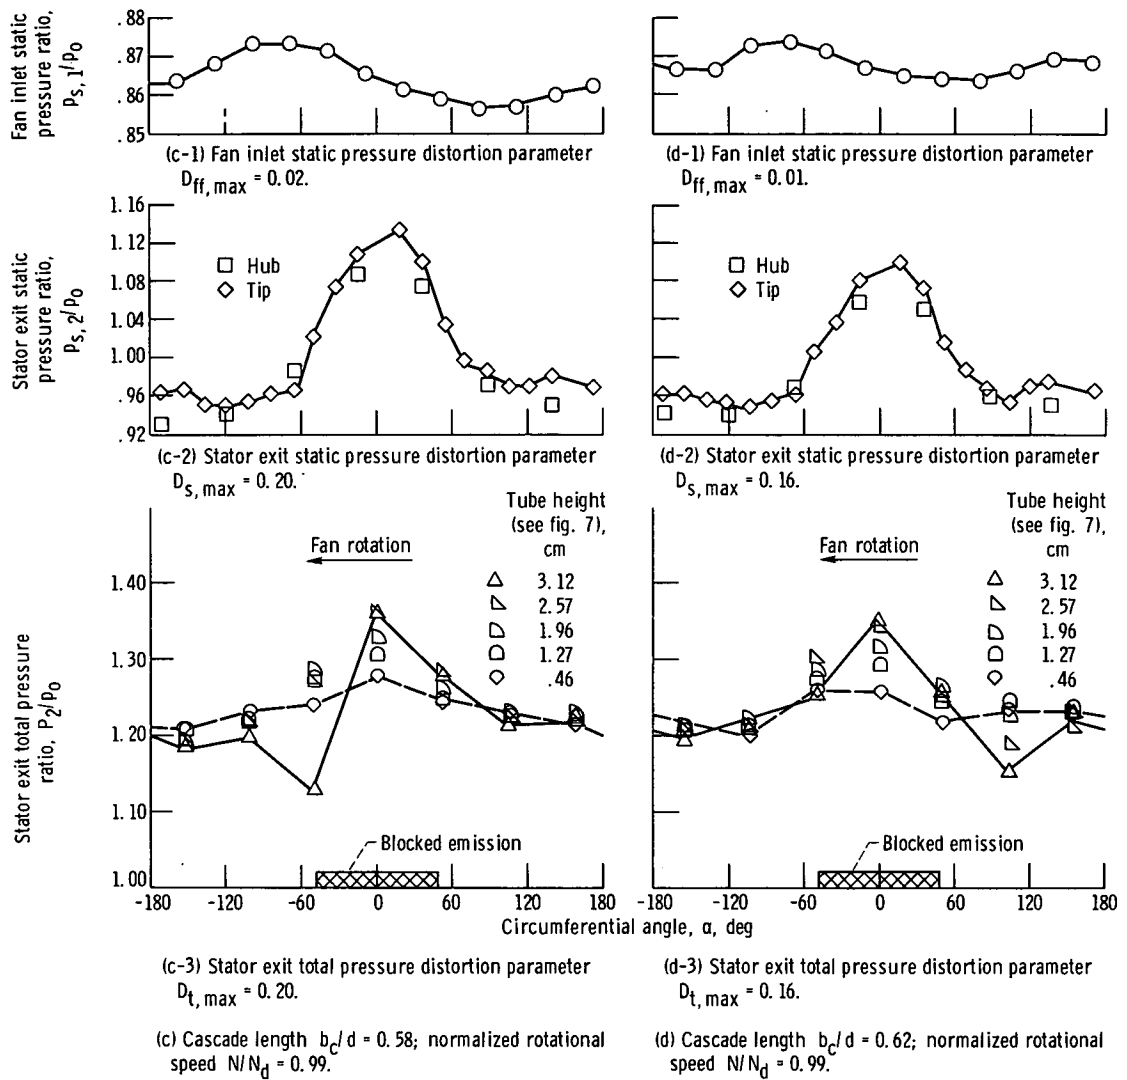 Fan inlet static
pressure ratio,
p_s, 1/p_0
.88
.87
.86
.85
(c-1) Fan inlet static pressure distortion parameter
D_ff, max = 0.02.
(d-1) Fan inlet static pressure distortion parameter
D_ff, max = 0.01.
Stator exit static
pressure ratio,
p_s, 2/p_0
1.16
1.12
1.08
1.04
1.00
.96
.92
Hub
Tip
Hub
Tip
(c-2) Stator exit static pressure distortion parameter
D_s, max = 0.20.
(d-2) Stator exit static pressure distortion parameter
D_s, max = 0.16.
Stator exit total pressure
ratio, P_2/p_0
1.40
1.30
1.20
1.10
1.00
Fan rotation
Tube height
(see fig. 7),
cm
3.12
2.57
1.96
1.27
.46
Blocked emission
Fan rotation
Tube height
(see fig. 7),
cm
3.12
2.57
1.96
1.27
.46
Blocked emission
-180 -120 -60 0 60 120 180
-180 -120 -60 0 60 120 180
Circumferential angle, α, deg
(c-3) Stator exit total pressure distortion parameter
D_t, max = 0.20.
(d-3) Stator exit total pressure distortion parameter
D_t, max = 0.16.
(c) Cascade length b_c/d = 0.58; normalized rotational
speed N/N_d = 0.99.
(d) Cascade length b_c/d = 0.62; normalized rotational
speed N/N_d = 0.99.